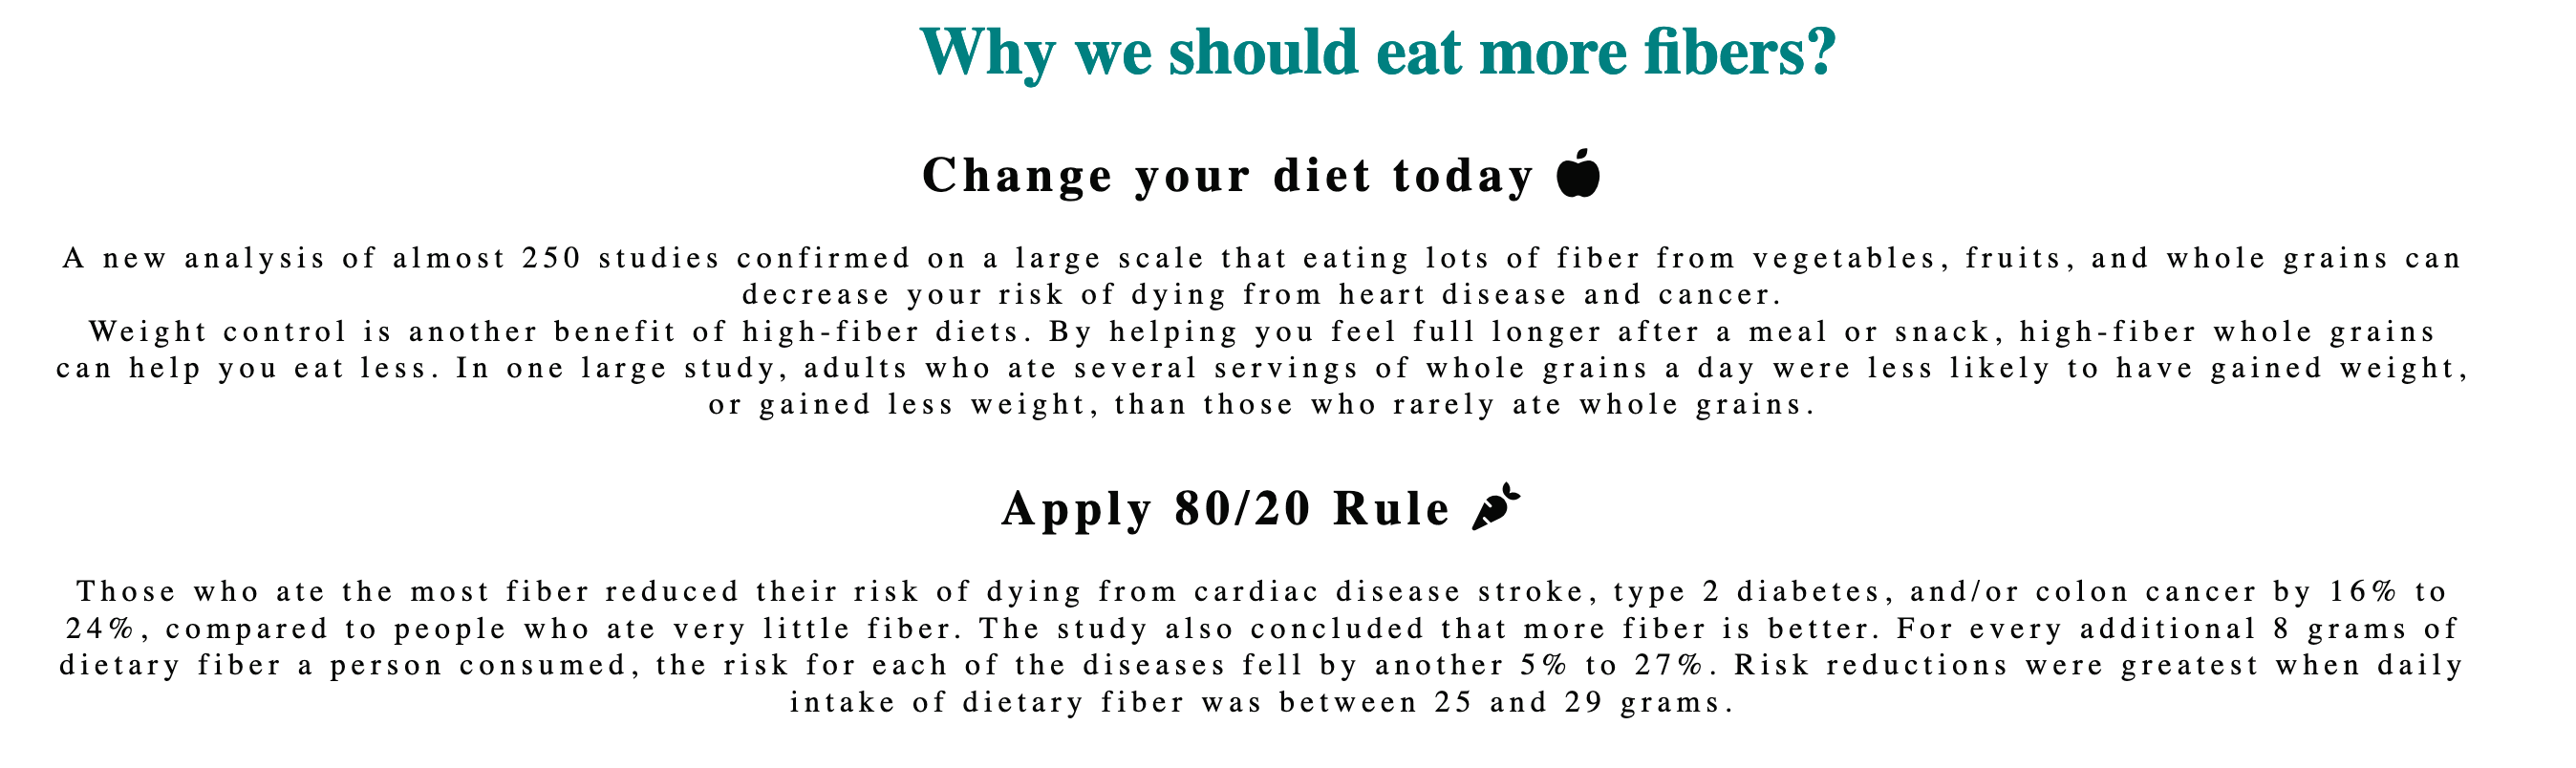 Why we should eat more fibers?
Change your diet today
A new analysis of almost 250 studies confirmed on a large scale that eating lots of fiber from vegetables, fruits, and whole grains can
decrease your risk of dying from heart disease and cancer.
Weight control is another benefit of high-fiber diets. By helping you feel full longer after a meal or snack, high-fiber whole grains
can help you eat less. In one large study, adults who ate several servings of whole grains a day were less likely to have gained weight,
or gained less weight, than those who rarely ate whole grains.
Apply 80/20 Rule
Those who ate the most fiber reduced their risk of dying from cardiac disease stroke, type 2 diabetes, and/or colon cancer by 16% to
24%, compared to people who ate very little fiber. The study also concluded that more fiber is better. For every additional 8 grams of
dietary fiber a person consumed, the risk for each of the diseases fell by another 5% to 27%. Risk reductions were greatest when daily
intake of dietary fiber was between 25 and 29 grams.